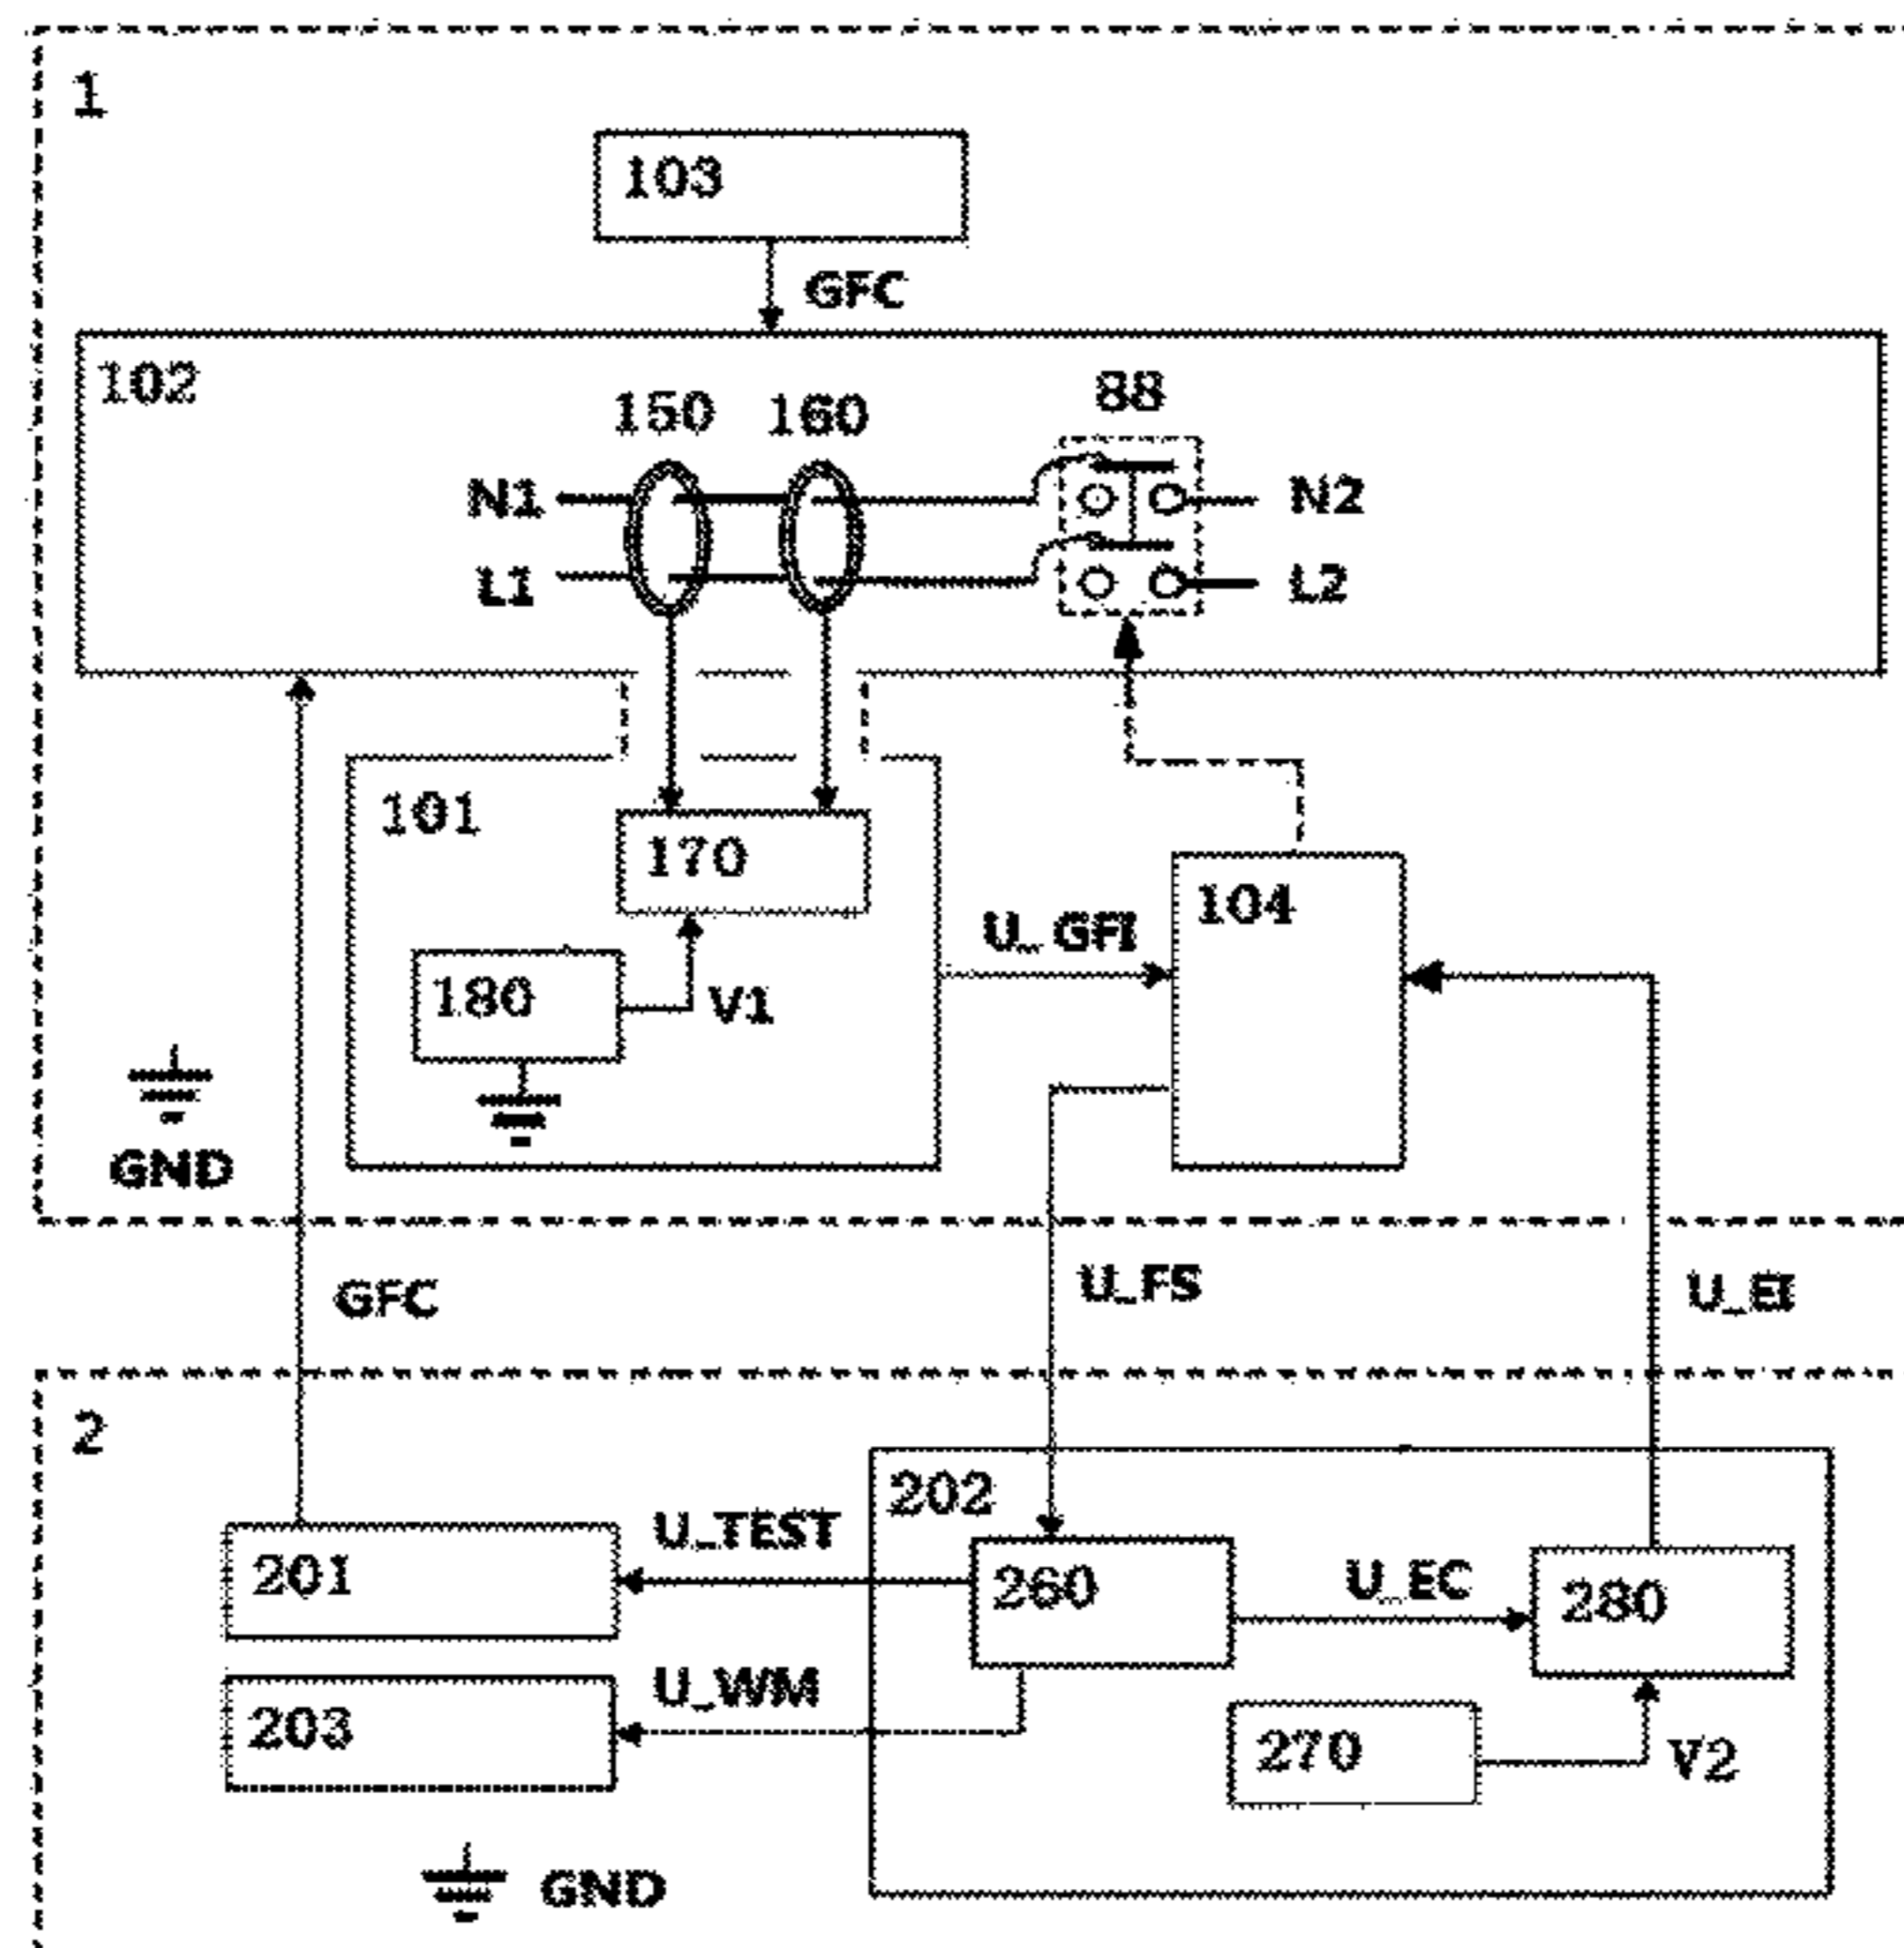 1
103
GFC
102
150 160 88
N1 N2
L1 L2
101
170
104
U_GFI
180 V1
GND
GFC U_FS U_EI
2
202
U_TEST
201 260 U_EC 280
U_WM
203 270 V2
GND